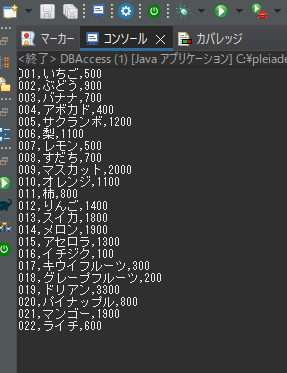 マーカー コンソール カバレッジ
<終了> DBAccess (1) [Java アプリケーション] C:¥pleiade
001,いちご,500
002,ぶどう,900
003,バナナ,700
004,アボカド,400
005,サクランボ,1200
006,梨,1100
007,レモン,500
008,すだち,700
009,マスカット,2000
010,オレンジ,1100
011,柿,800
012,りんご,1400
013,スイカ,1800
014,メロン,1900
015,アセロラ,1300
016,イチジク,100
017,キウイフルーツ,300
018,グレープフルーツ,200
019,ドリアン,3300
020,パイナップル,800
021,マンゴー,1900
022,ライチ,600